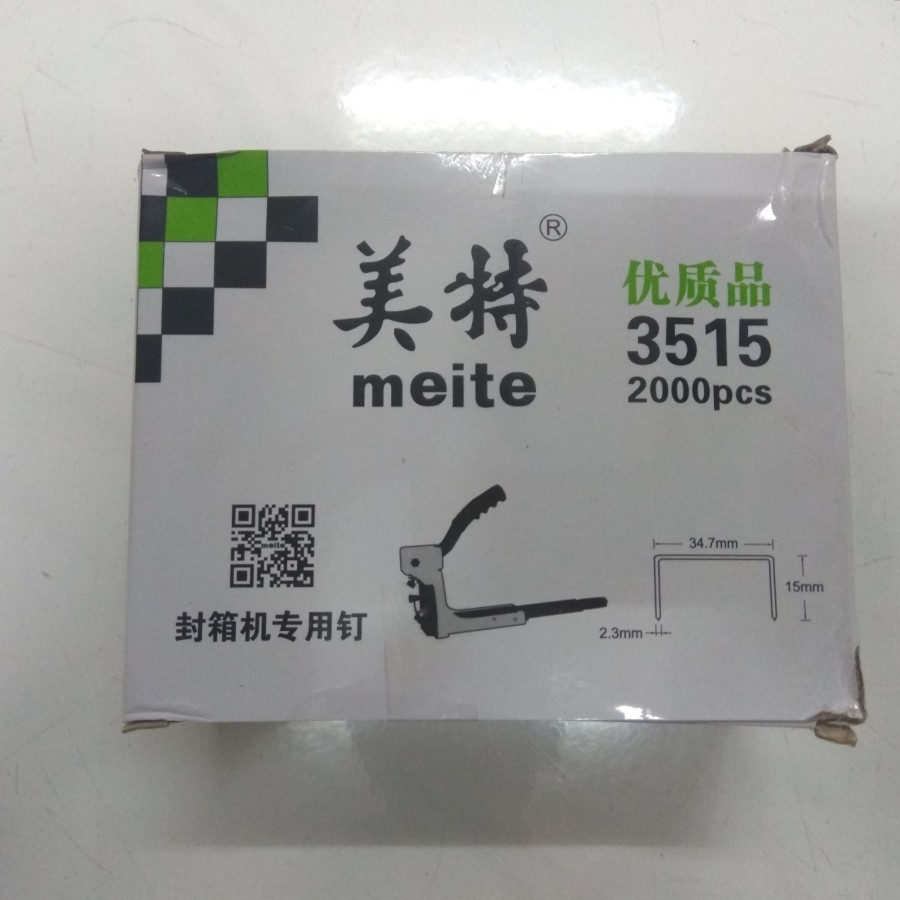 美特®
meite
优质品
3515
2000pcs
meite
封箱机专用钉
34.7mm
15mm
2.3mm